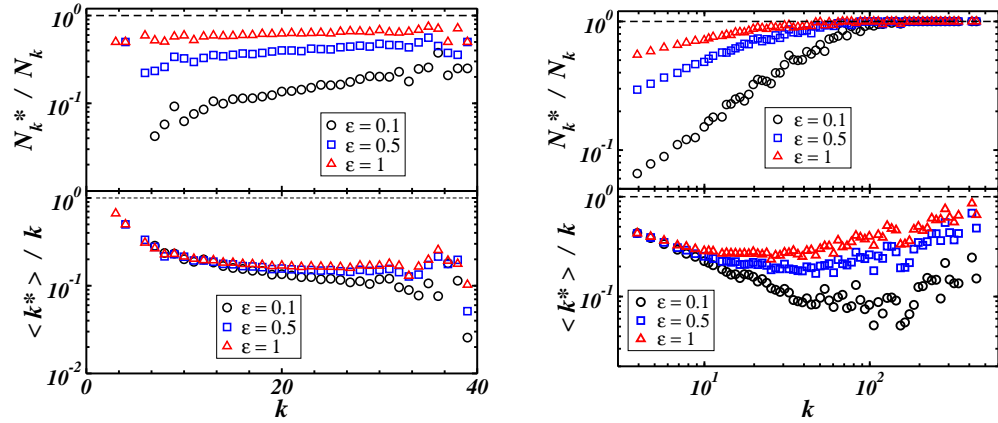 10^0
10^-1
N_k^* / N_k
ε = 0.1
ε = 0.5
ε = 1
10^0
10^-1
10^-2
< k* > / k
ε = 0.1
ε = 0.5
ε = 1
0
20
40
k
10^0
10^-1
N_k^* / N_k
ε = 0.1
ε = 0.5
ε = 1
10^0
10^-1
< k* > / k
ε = 0.1
ε = 0.5
ε = 1
10^1
10^2
k